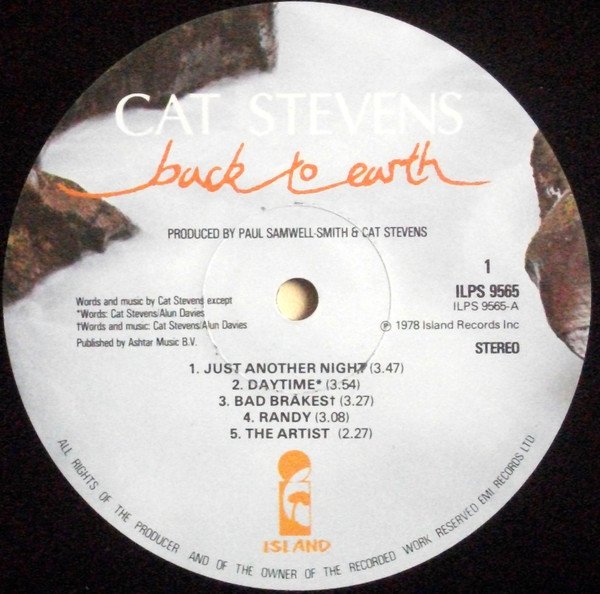 CAT STEVENS
back to earth
PRODUCED BY PAUL SAMWELL-SMITH & CAT STEVENS
1
ILPS 9565
ILPS 9565-A
Words and music by Cat Stevens except
*Words: Cat Stevens/Alun Davies
†Words and music: Cat Stevens/Alun Davies
Published by Ashtar Music B.V.
℗ 1978 Island Records Inc
STEREO
1. JUST ANOTHER NIGHT (3.47)
2. DAYTIME* (3.54)
3. BAD BRAKES† (3.27)
4. RANDY (3.08)
5. THE ARTIST (2.27)
ISLAND
ALL RIGHTS OF THE PRODUCER AND OF THE OWNER OF THE RECORDED WORK RESERVED EMI RECORDS LTD